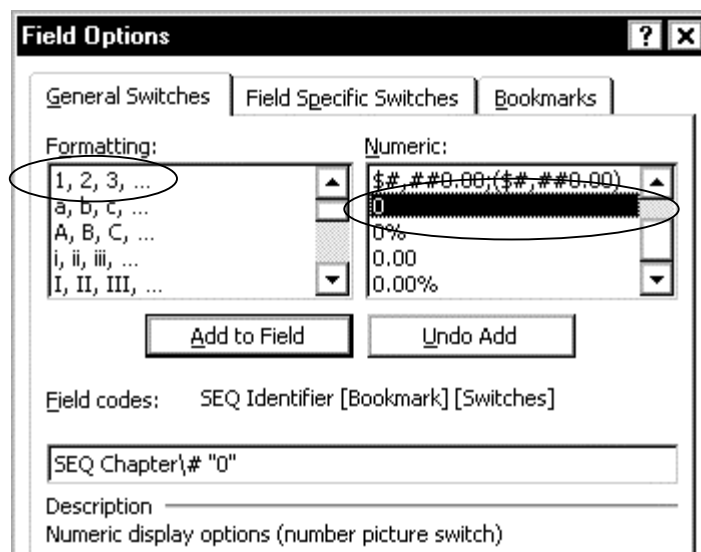 Field Options
General Switches
Field Specific Switches
Bookmarks
Formatting:
1, 2, 3, ...
a, b, c, ...
A, B, C, ...
i, ii, iii, ...
I, II, III, ...
Numeric:
$#,##0.00;($#,##0.00)
0
0%
0.00
0.00%
Add to Field
Undo Add
Field codes: SEQ Identifier [Bookmark] [Switches]
SEQ Chapter\# "0"
Description
Numeric display options (number picture switch)